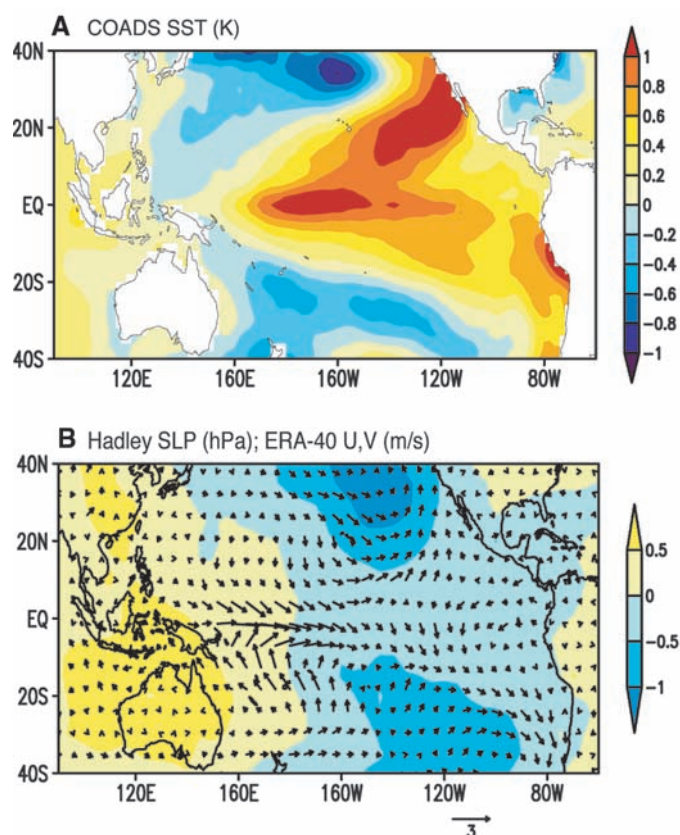 A COADS SST (K)
40N
20N
EQ
20S
40S
120E 160E 160W 120W 80W
1
0.8
0.6
0.4
0.2
0
−0.2
−0.4
−0.6
−0.8
−1
B Hadley SLP (hPa); ERA-40 U,V (m/s)
40N
20N
EQ
20S
40S
120E 160E 160W 120W 80W
0.5
0
−0.5
−1
3